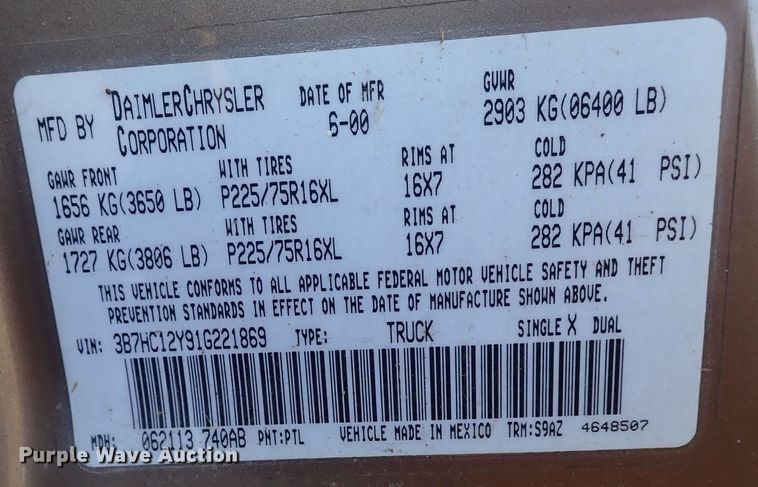 MFD BY DAIMLERCHRYSLER CORPORATION DATE OF MFR 6-00 GVWR 2903 KG(06400 LB)
GAWR FRONT WITH TIRES RIMS AT COLD
1656 KG(3650 LB) P225/75R16XL 16X7 282 KPA(41 PSI)
GAWR REAR WITH TIRES RIMS AT COLD
1727 KG(3806 LB) P225/75R16XL 16X7 282 KPA(41 PSI)
THIS VEHICLE CONFORMS TO ALL APPLICABLE FEDERAL MOTOR VEHICLE SAFETY AND THEFT
PREVENTION STANDARDS IN EFFECT ON THE DATE OF MANUFACTURE SHOWN ABOVE.
VIN: 3B7HC12Y91G221869 TYPE: TRUCK SINGLE X DUAL
MDH: 062113 740AB PNT:PTL VEHICLE MADE IN MEXICO TRM:S9AZ 4648507
Purple Wave Auction